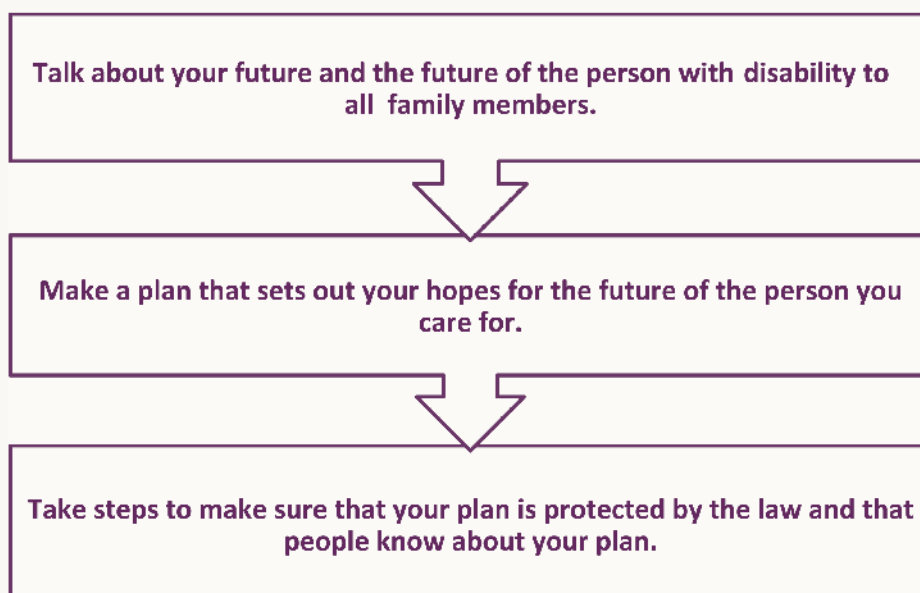 Talk about your future and the future of the person with disability to
all family members.
Make a plan that sets out your hopes for the future of the person you
care for.
Take steps to make sure that your plan is protected by the law and that
people know about your plan.